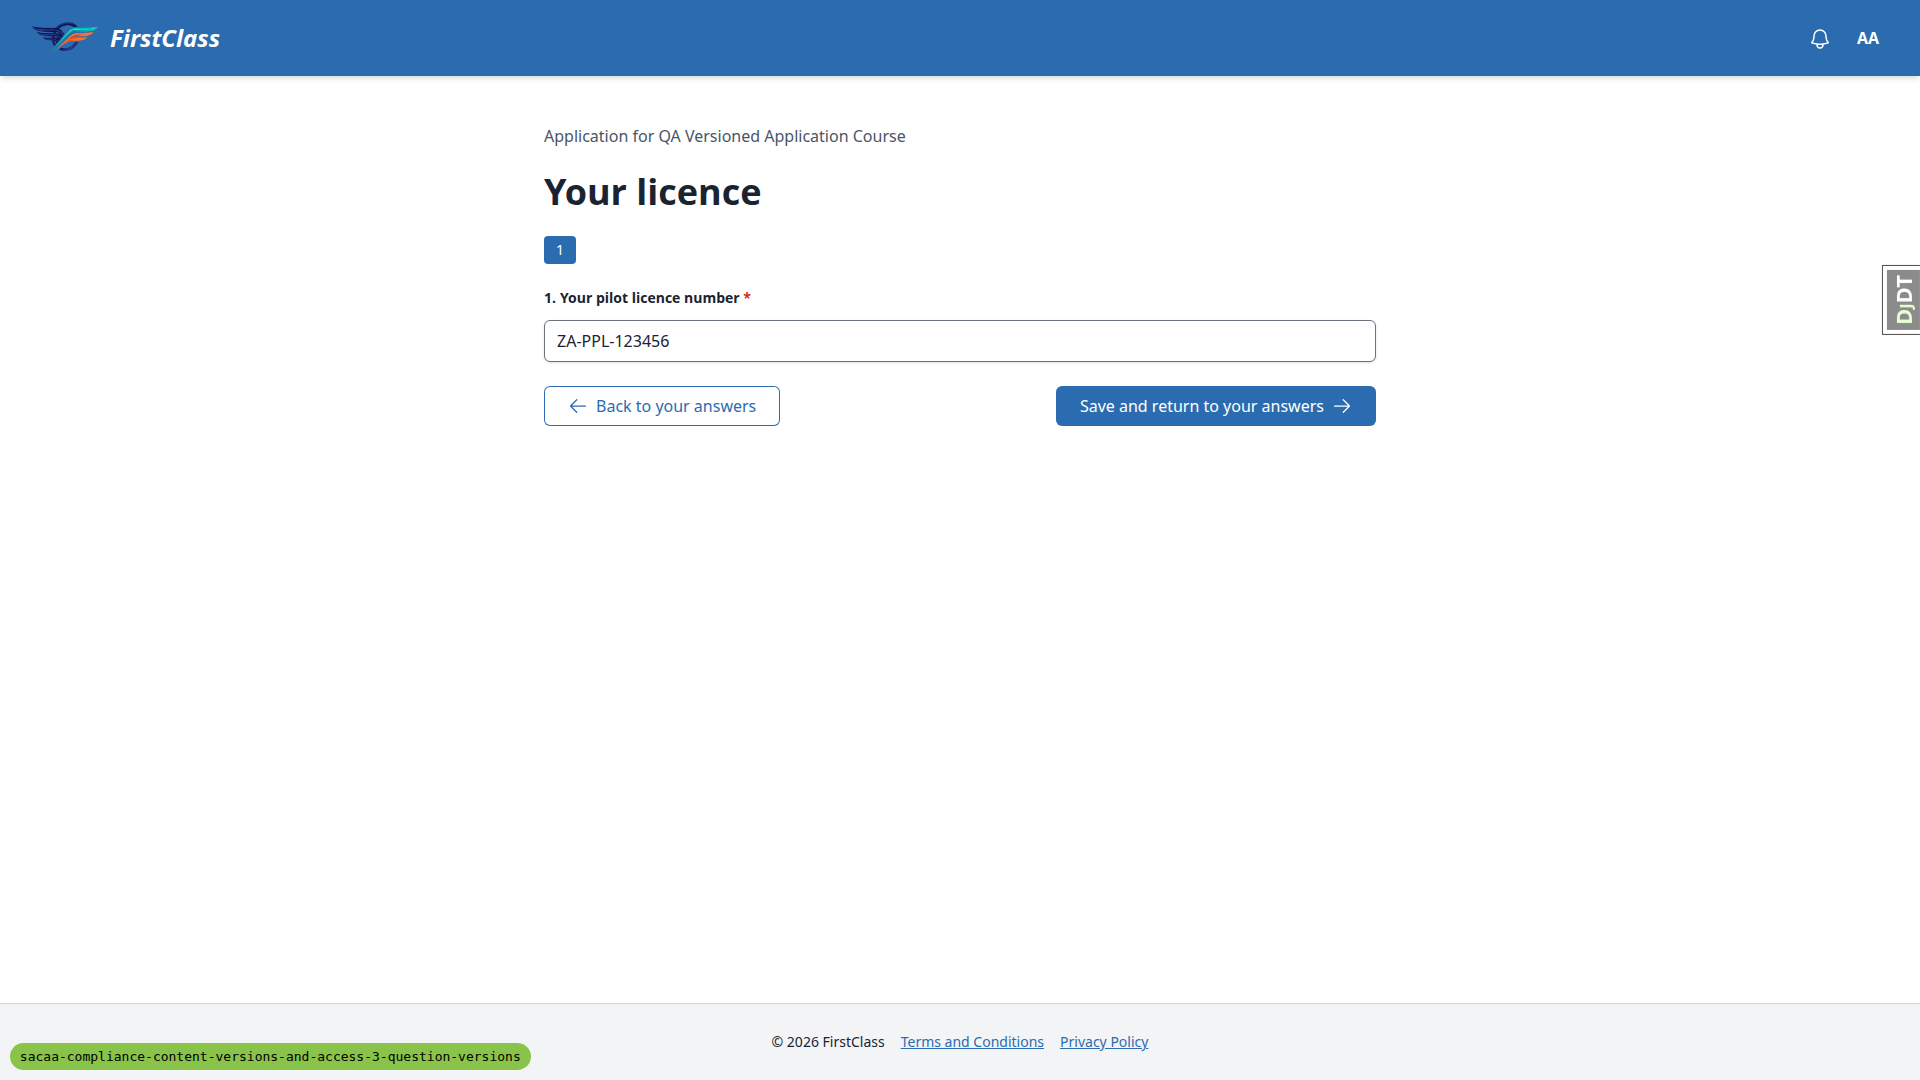 FirstClass
AA
Application for QA Versioned Application Course
Your licence
1
1. Your pilot licence number *
ZA-PPL-123456
Back to your answers
Save and return to your answers
DjDT
© 2026 FirstClass Terms and Conditions Privacy Policy
sacaa-compliance-content-versions-and-access-3-question-versions